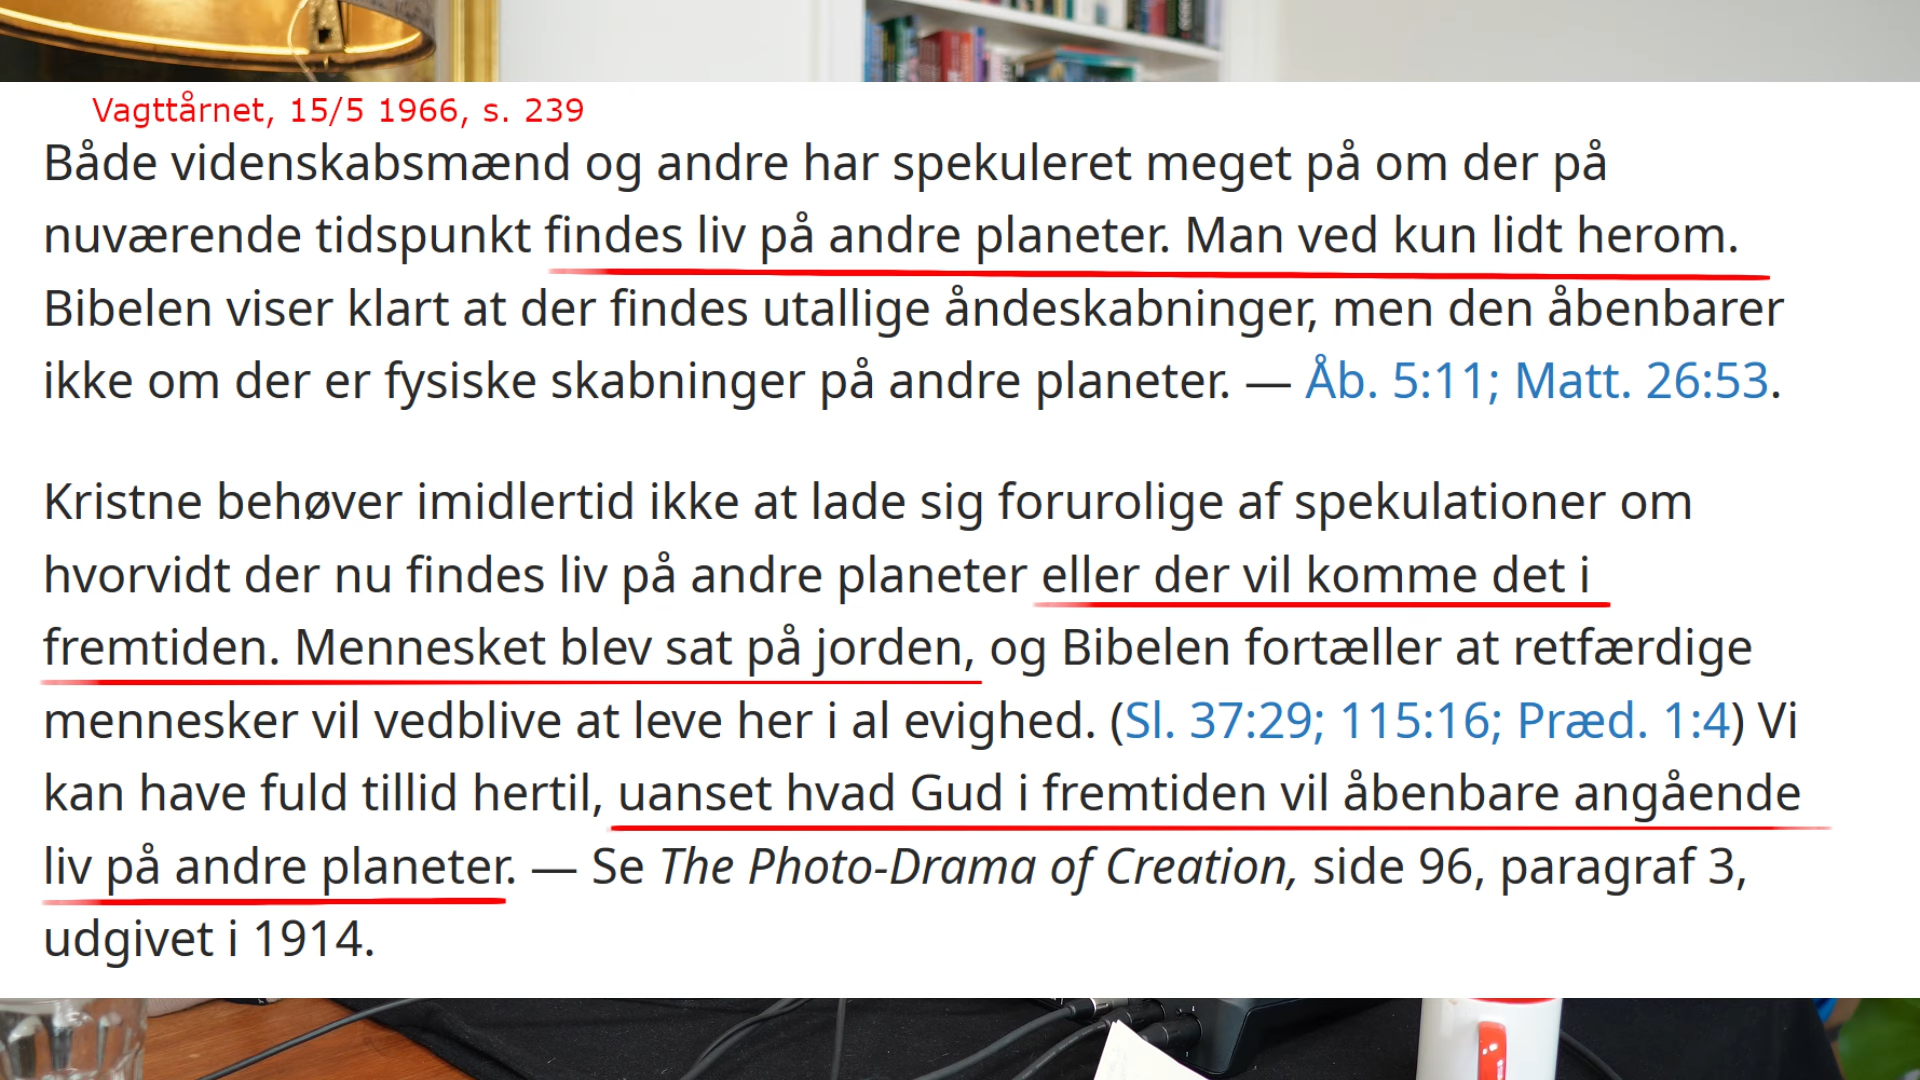 Vagttårnet, 15/5 1966, s. 239
Både videnskabsmænd og andre har spekuleret meget på om der på
nuværende tidspunkt findes liv på andre planeter. Man ved kun lidt herom.
Bibelen viser klart at der findes utallige åndeskabninger, men den åbenbarer
ikke om der er fysiske skabninger på andre planeter. — Åb. 5:11; Matt. 26:53.
Kristne behøver imidlertid ikke at lade sig forurolige af spekulationer om
hvorvidt der nu findes liv på andre planeter eller der vil komme det i
fremtiden. Mennesket blev sat på jorden, og Bibelen fortæller at retfærdige
mennesker vil vedblive at leve her i al evighed. (Sl. 37:29; 115:16; Præd. 1:4) Vi
kan have fuld tillid hertil, uanset hvad Gud i fremtiden vil åbenbare angående
liv på andre planeter. — Se The Photo-Drama of Creation, side 96, paragraf 3,
udgivet i 1914.